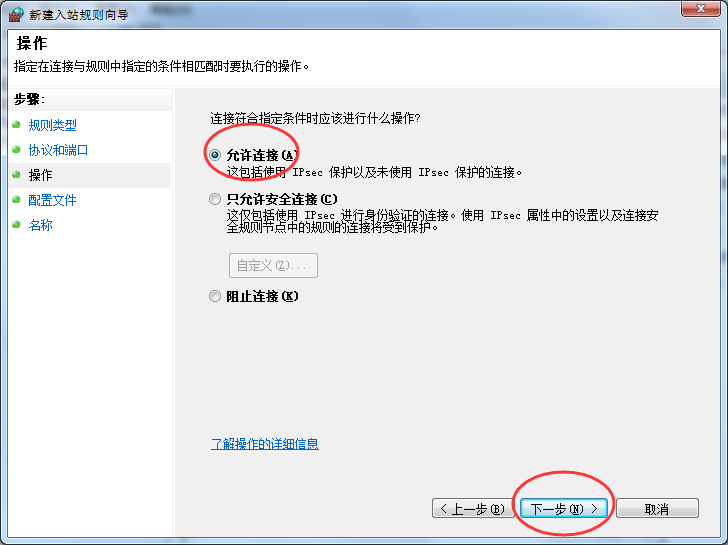 新建入站规则向导
操作
指定在连接与规则中指定的条件相匹配时要执行的操作。
步骤:
规则类型
协议和端口
操作
配置文件
名称
连接符合指定条件时应该进行什么操作?
允许连接(A)
这包括使用 IPsec 保护以及未使用 IPsec 保护的连接。
只允许安全连接(C)
这仅包括使用 IPsec 进行身份验证的连接。使用 IPsec 属性中的设置以及连接安
全规则节点中的规则的连接将受到保护。
自定义(Z)...
阻止连接(K)
了解操作的详细信息
< 上一步(B)
下一步(N) >
取消